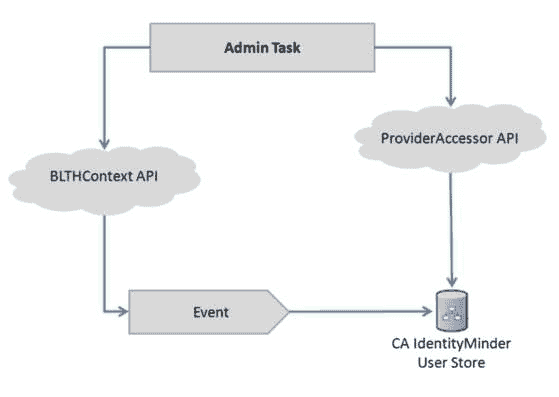 Admin Task
ProviderAccessor API
BLTHContext API
Event
CA IdentityMinder
User Store